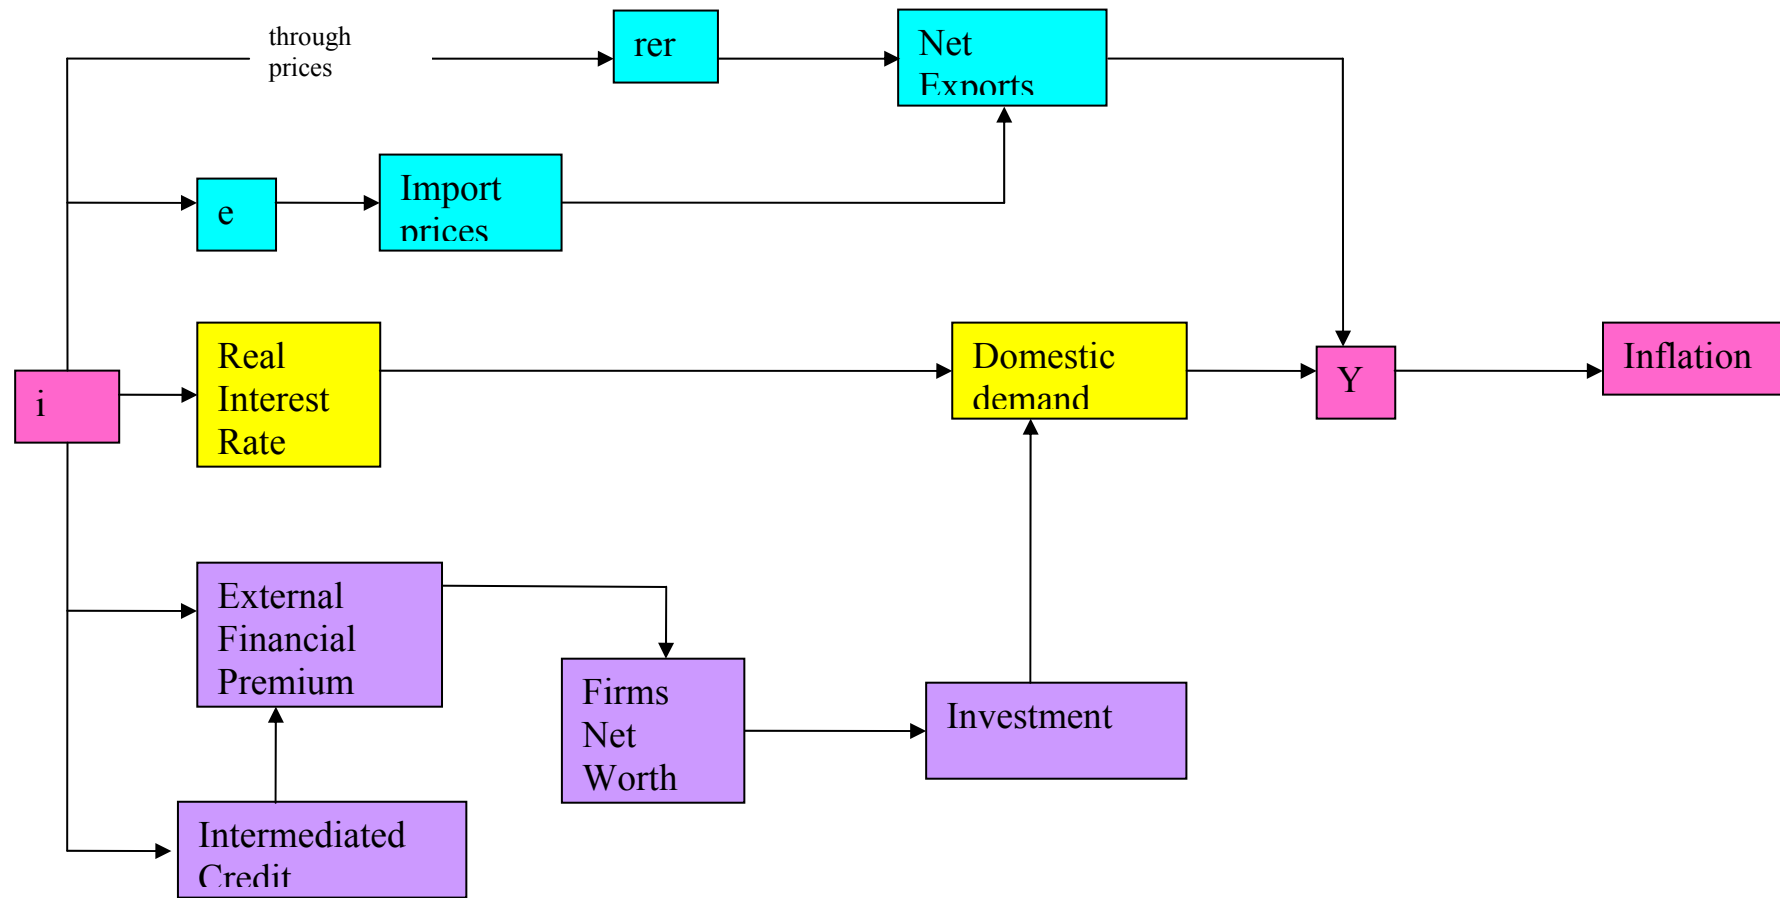 through
prices
rer
Net
Exports
e
Import
prices
i
Real
Interest
Rate
Domestic
demand
Y
Inflation
External
Financial
Premium
Firms
Net
Worth
Investment
Intermediated
Credit